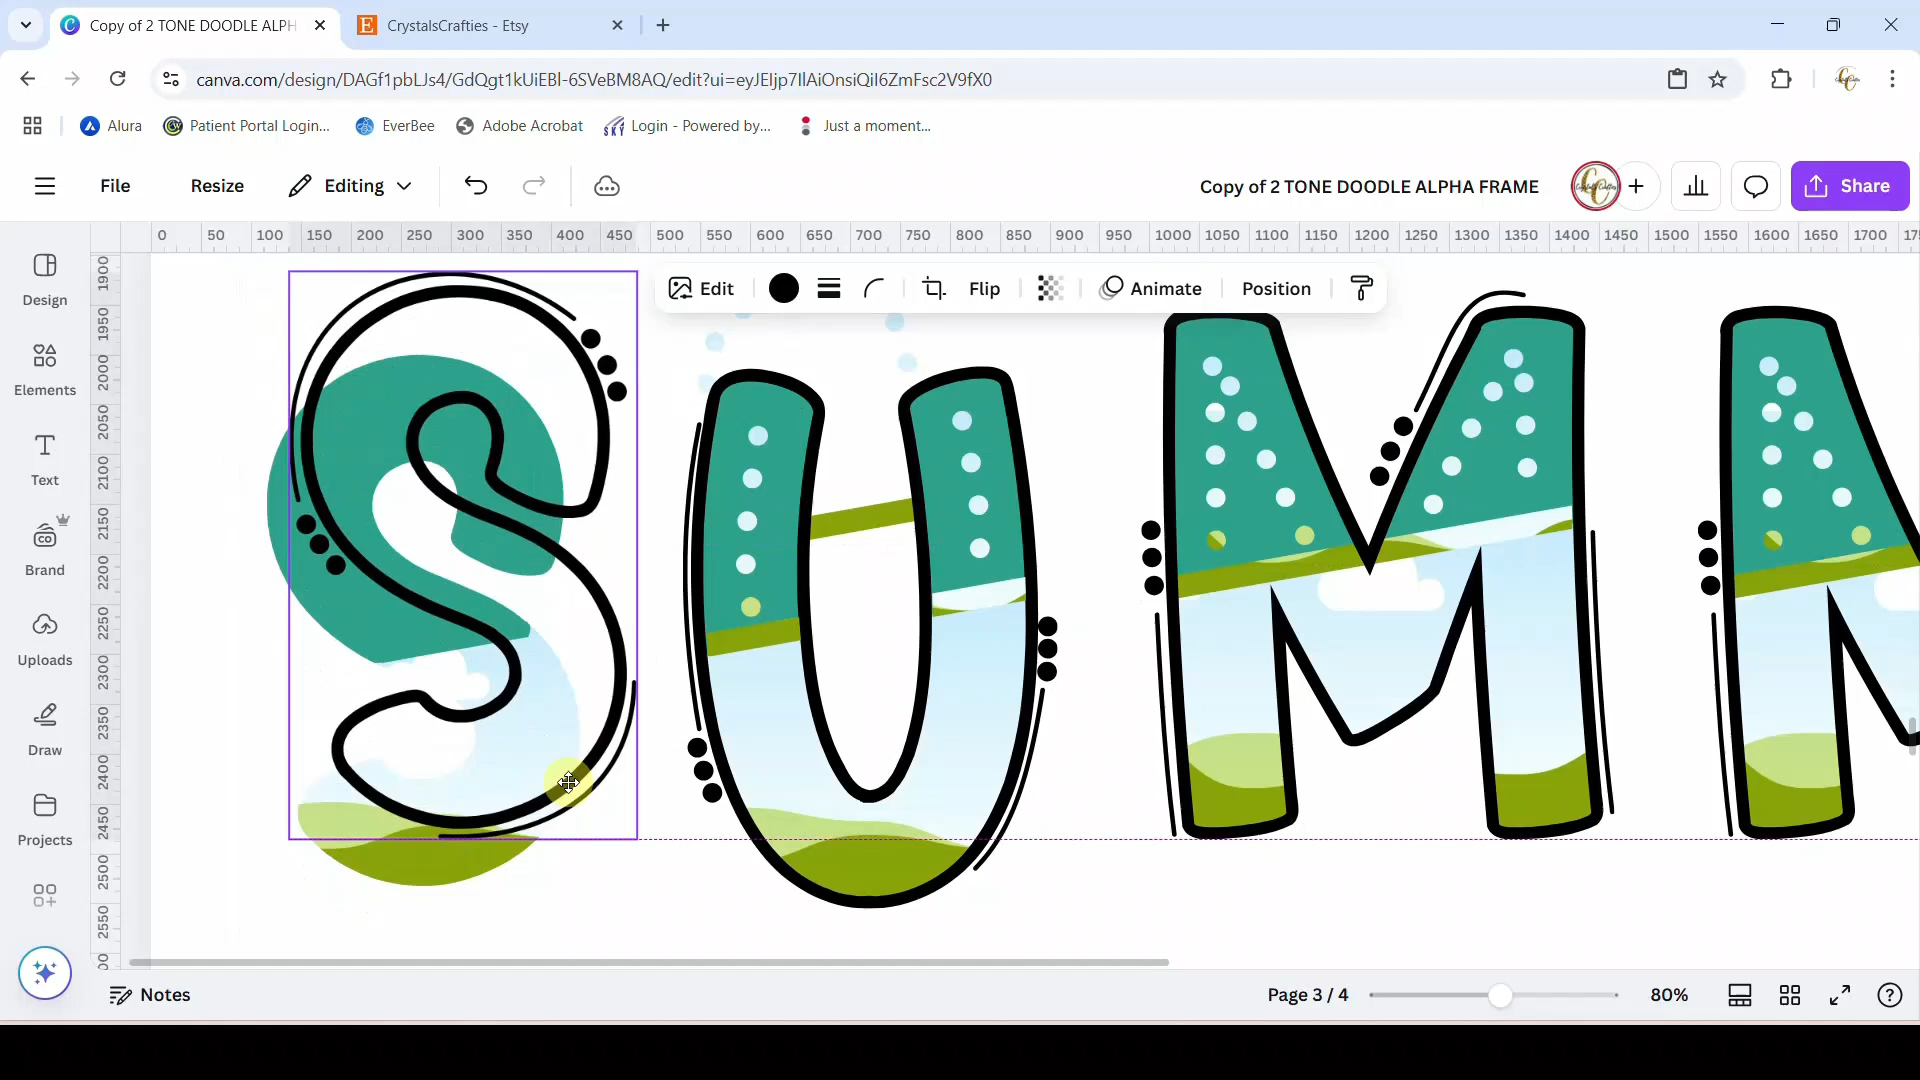 Copy of 2 TONE DOODLE ALPH
CrystalsCrafties - Etsy
canva.com/design/DAGf1pbLJs4/GdQgt1kUiEBl-6SVeBM8AQ/edit?ui=eyJEIjp7IlAiOnsiQiI6ZmFsc2V9fX0
Alura
Patient Portal Login...
EverBee
Adobe Acrobat
Login - Powered by...
Just a moment...
File
Resize
Editing
Copy of 2 TONE DOODLE ALPHA FRAME
Share
0 50 100 150 200 250 300 350 400 450 500 550 600 650 700 750 800 850 900 950 1000 1050 1100 1150 1200 1250 1300 1350 1400 1450 1500 1550 1600 1650 1700
Edit
Flip
Animate
Position
Design
Elements
Text
Brand
Uploads
Draw
Projects
1900
1950
2000
2050
2100
2150
2200
2250
2300
2350
2400
2450
2500
2550
S U M
Notes
Page 3 / 4
80%